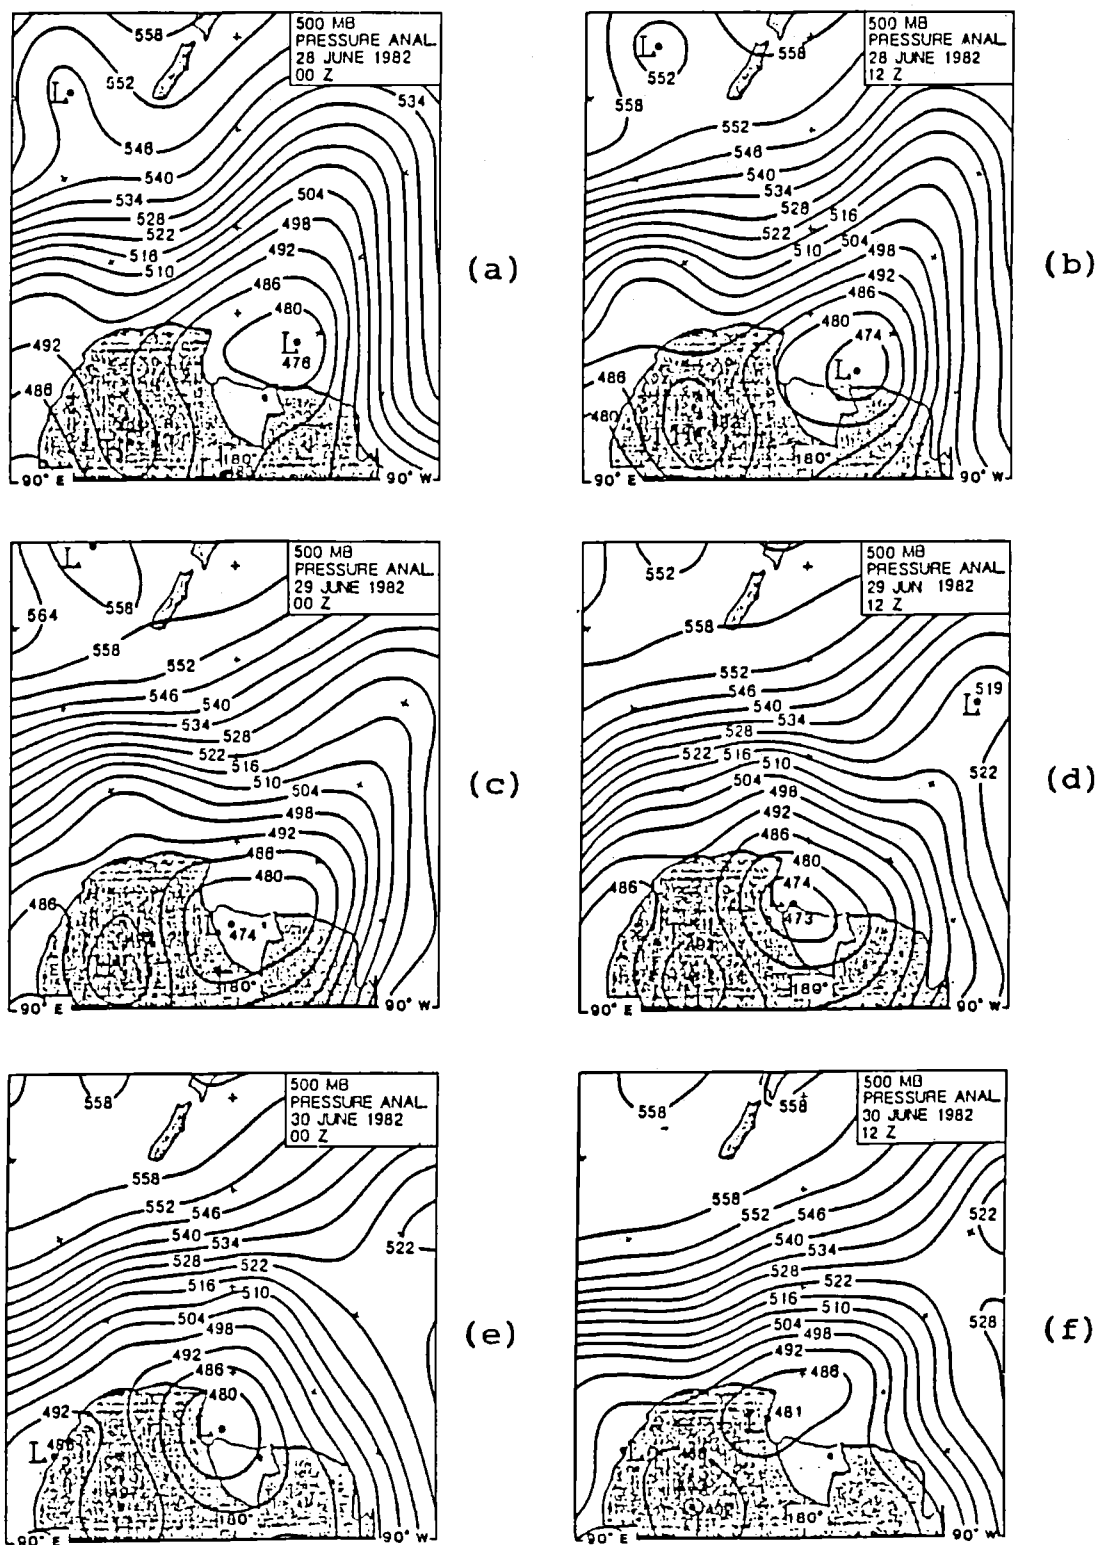 500 MB
PRESSURE ANAL.
28 JUNE 1982
00 Z
558
552
L
534
546
540
534
528
522
516
510
504
498
492
486
480
L
476
492
486
180°
90° E
90° W
(a)
500 MB
PRESSURE ANAL.
28 JUNE 1982
12 Z
L
552
558
558
552
546
540
534
528
522
516
510
504
498
492
486
480
474
L
486
480
180°
90° E
90° W
(b)
500 MB
PRESSURE ANAL.
29 JUNE 1982
00 Z
L
564
558
558
552
546
540
534
528
522
516
510
504
498
492
486
480
L
474
486
180°
90° E
90° W
(c)
500 MB
PRESSURE ANAL.
29 JUN 1982
12 Z
552
558
552
546
540
534
528
522
516
510
504
498
492
486
480
474
L
473
L
519
522
486
180°
90° E
90° W
(d)
500 MB
PRESSURE ANAL.
30 JUNE 1982
00 Z
558
558
552
546
540
534
528
522
516
510
504
498
492
486
480
L
522
492
L
180°
90° E
90° W
(e)
500 MB
PRESSURE ANAL.
30 JUNE 1982
12 Z
558
558
558
552
546
540
534
528
522
516
510
504
498
492
486
L
481
522
528
L
180°
90° E
90° W
(f)